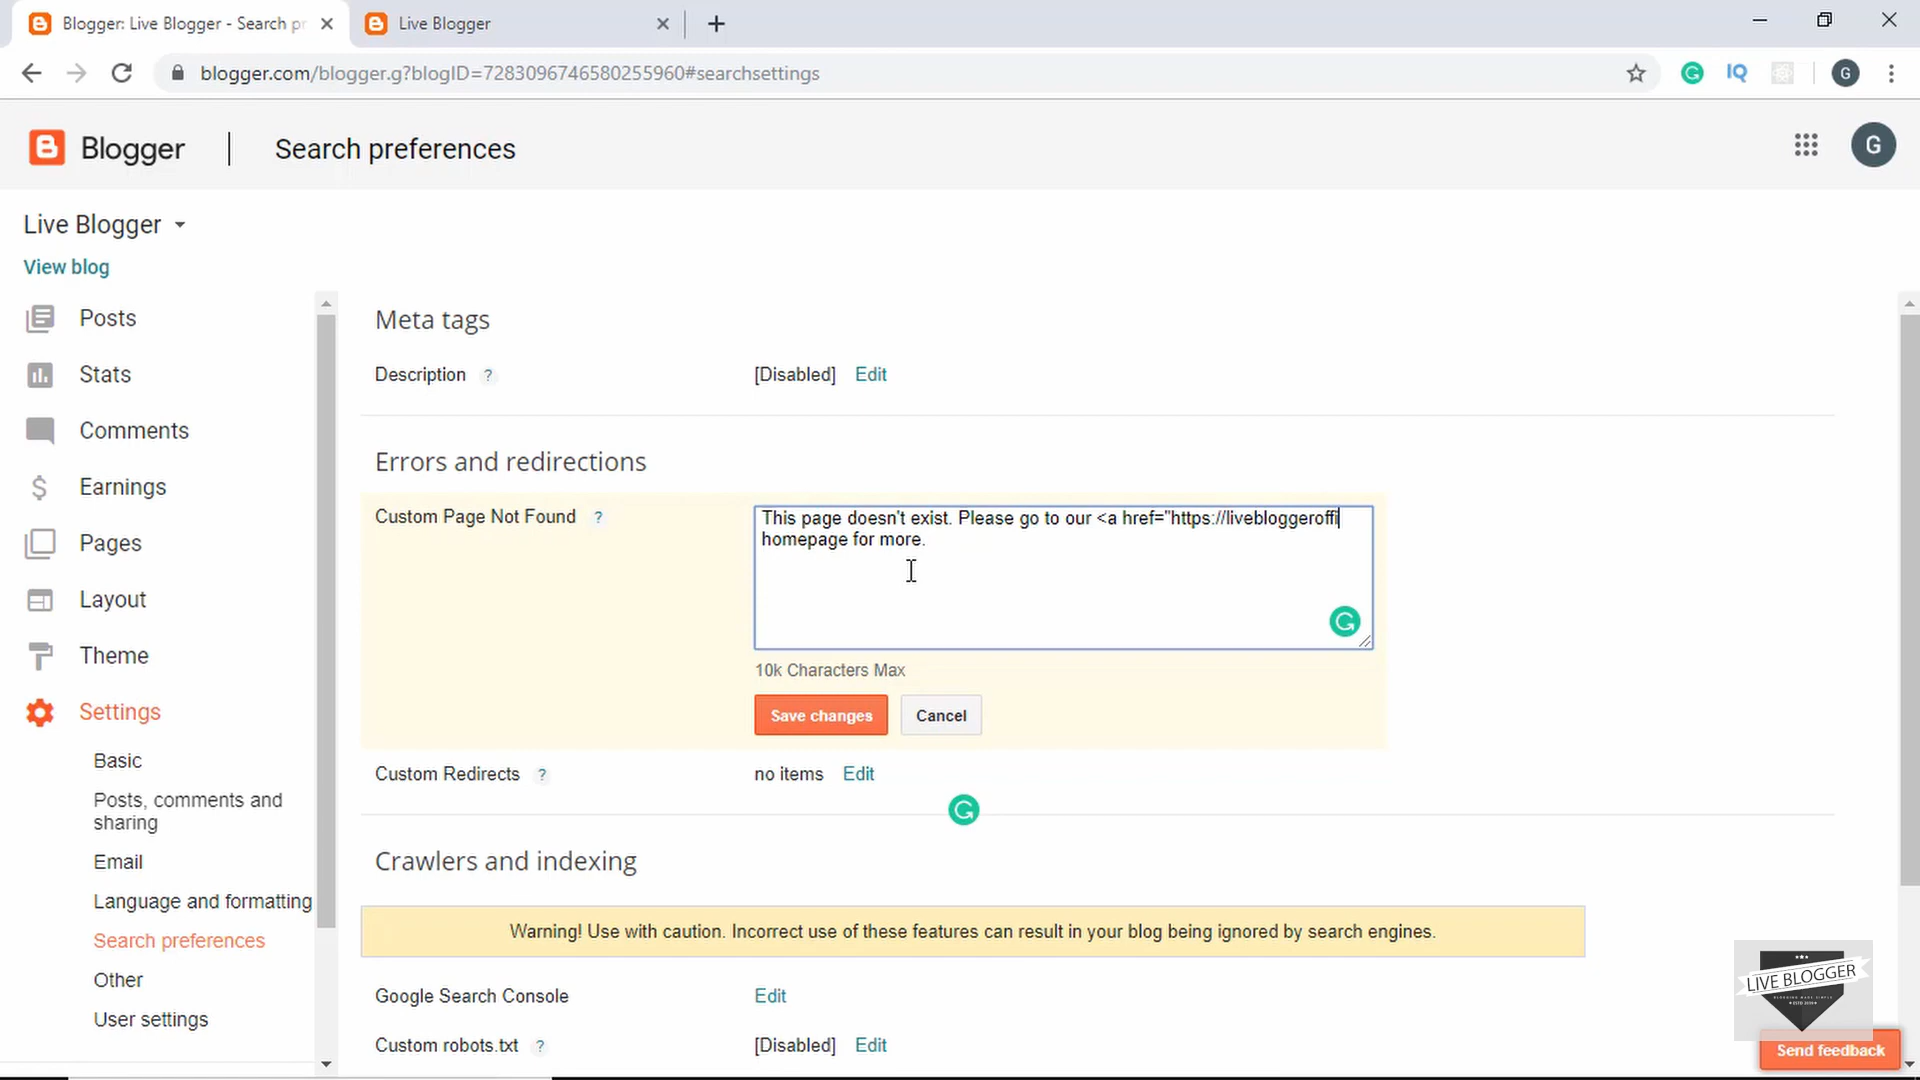 Blogger: Live Blogger - Search pr
Live Blogger
blogger.com/blogger.g?blogID=7283096746580255960#searchsettings
IQ
G
Blogger
Search preferences
G
Live Blogger
View blog
Posts
Stats
Comments
Earnings
Pages
Layout
Theme
Settings
Basic
Posts, comments and
sharing
Email
Language and formatting
Search preferences
Other
User settings
Meta tags
Description ? [Disabled] Edit
Errors and redirections
Custom Page Not Found ?
This page doesn't exist. Please go to our <a href="https://livebloggeroffi
homepage for more.
10k Characters Max
Save changes Cancel
Custom Redirects ? no items Edit
Crawlers and indexing
Warning! Use with caution. Incorrect use of these features can result in your blog being ignored by search engines.
Google Search Console Edit
Custom robots.txt ? [Disabled] Edit
LIVE BLOGGER
Send feedback